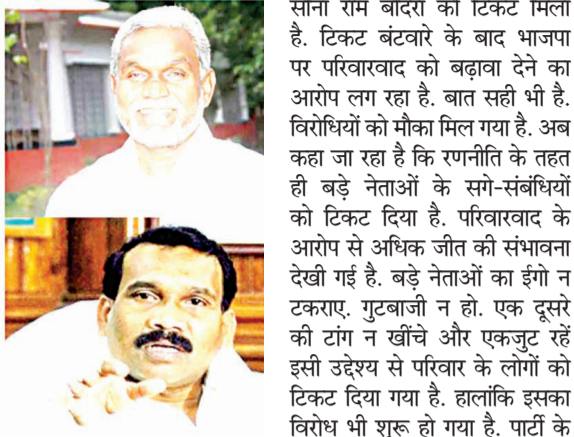 सोना राम बोदरा को टिकट मिला
है. टिकट बंटवारे के बाद भाजपा
पर परिवारवाद को बढ़ावा देने का
आरोप लग रहा है. बात सही भी है.
विरोधियों को मौका मिल गया है. अब
कहा जा रहा है कि रणनीति के तहत
ही बड़े नेताओं के सगे-संबंधियों
को टिकट दिया है. परिवारवाद के
आरोप से अधिक जीत की संभावना
देखी गई है. बड़े नेताओं का ईगो न
टकराए. गुटबाजी न हो. एक दूसरे
की टांग न खींचे और एकजुट रहें
इसी उद्देश्य से परिवार के लोगों को
टिकट दिया गया है. हालांकि इसका
विरोध भी शुरू हो गया है. पार्टी के